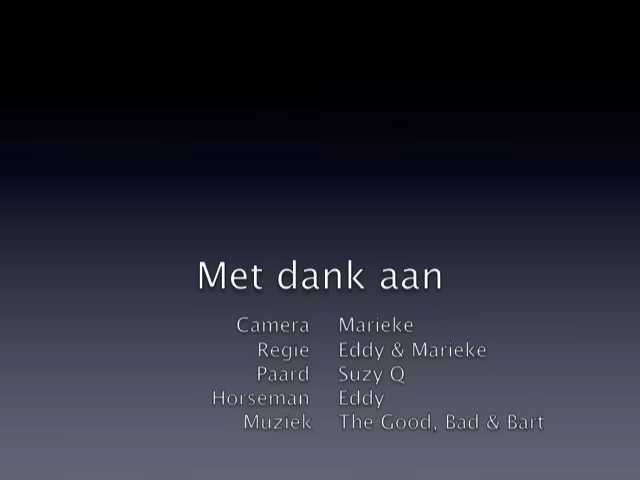 Met dank aan
Camera Marieke
Regie Eddy & Marieke
Paard Suzy Q
Horseman Eddy
Muziek The Good, Bad & Bart